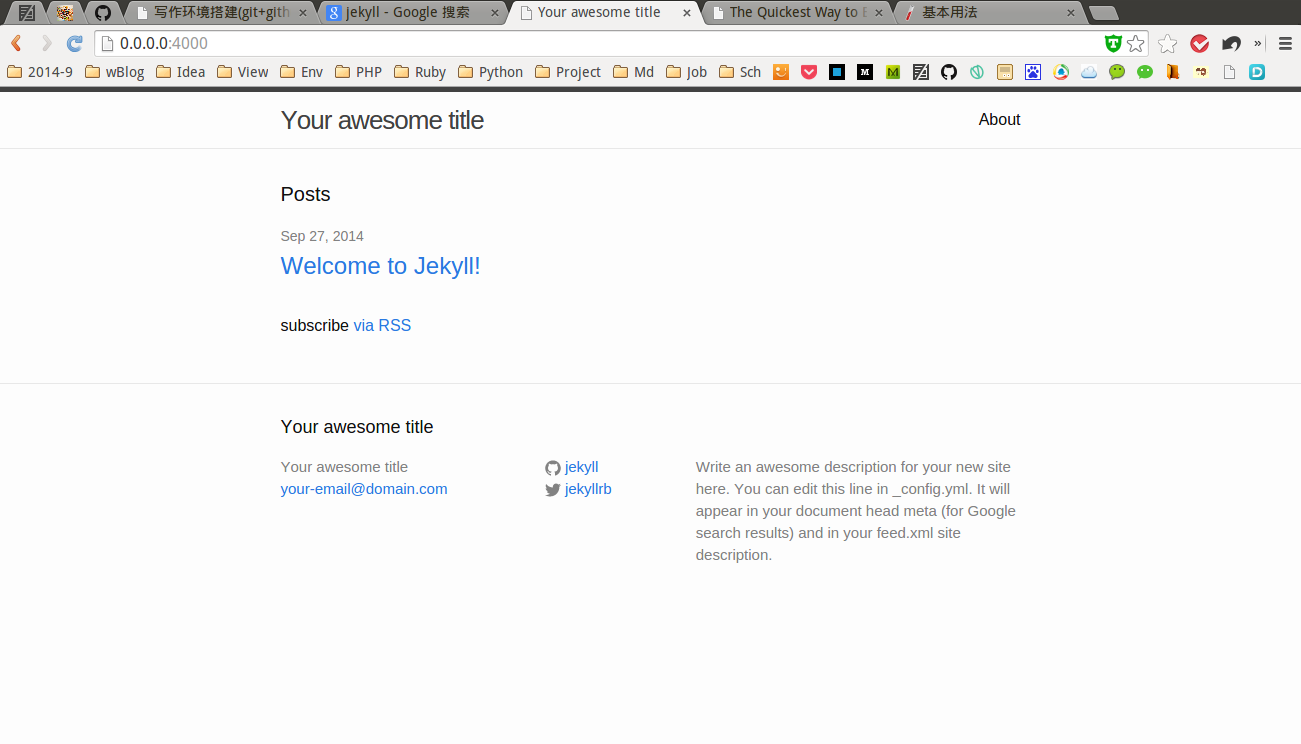 写作环境搭建(git+gith
jekyll - Google 搜索
Your awesome title
The Quickest Way to B
基本用法
0.0.0.0:4000
2014-9 wBlog Idea View Env PHP Ruby Python Project Md Job Sch
Your awesome title
About
Posts
Sep 27, 2014
Welcome to Jekyll!
subscribe via RSS
Your awesome title
Your awesome title
your-email@domain.com
jekyll
jekyllrb
Write an awesome description for your new site
here. You can edit this line in _config.yml. It will
appear in your document head meta (for Google
search results) and in your feed.xml site
description.